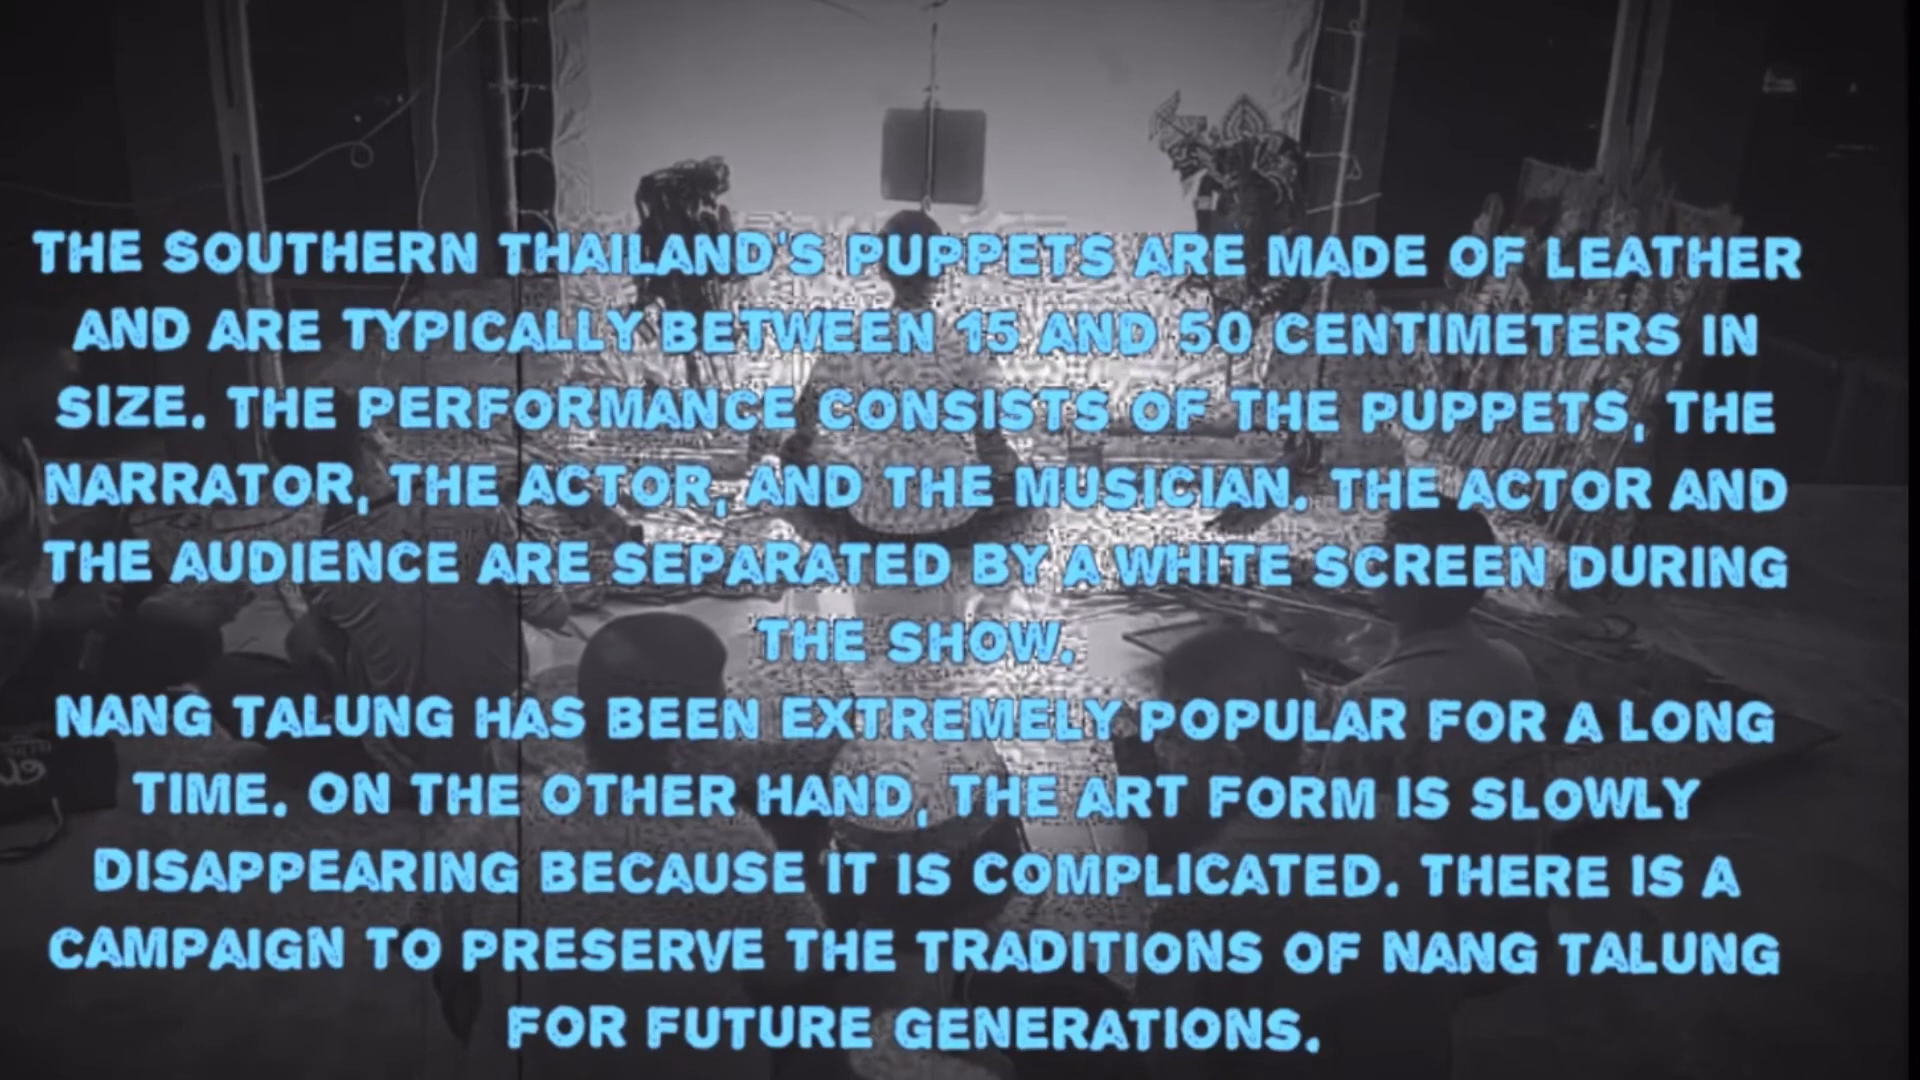 THE SOUTHERN THAILAND'S PUPPETS ARE MADE OF LEATHER
AND ARE TYPICALLY BETWEEN 15 AND 50 CENTIMETERS IN
SIZE. THE PERFORMANCE CONSISTS OF THE PUPPETS, THE
NARRATOR, THE ACTOR, AND THE MUSICIAN. THE ACTOR AND
THE AUDIENCE ARE SEPARATED BY A WHITE SCREEN DURING
THE SHOW.
NANG TALUNG HAS BEEN EXTREMELY POPULAR FOR A LONG
TIME. ON THE OTHER HAND, THE ART FORM IS SLOWLY
DISAPPEARING BECAUSE IT IS COMPLICATED. THERE IS A
CAMPAIGN TO PRESERVE THE TRADITIONS OF NANG TALUNG
FOR FUTURE GENERATIONS.